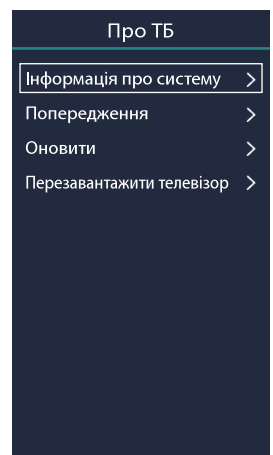 Про ТБ
Інформація про систему
Попередження
Оновити
Перезавантажити телевізор